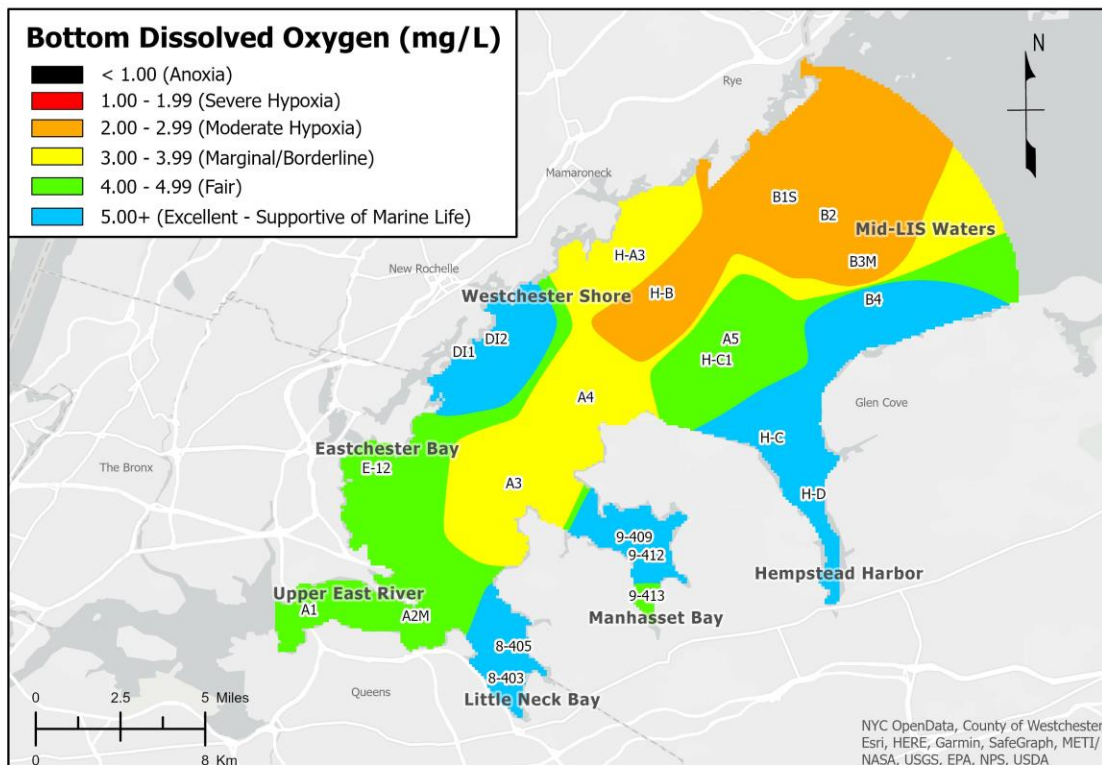 Bottom Dissolved Oxygen (mg/L)
< 1.00 (Anoxia)
1.00 - 1.99 (Severe Hypoxia)
2.00 - 2.99 (Moderate Hypoxia)
3.00 - 3.99 (Marginal/Borderline)
4.00 - 4.99 (Fair)
5.00+ (Excellent - Supportive of Marine Life)
N
Rye
Mamaroneck
B1S
B2
Mid-LIS Waters
H-A3
B3M
New Rochelle
Westchester Shore
H-B
B4
DI2
DI1
A5
H-C1
A4
Glen Cove
Eastchester Bay
H-C
The Bronx
E-12
A3
H-D
9-409
9-412
Hempstead Harbor
Upper East River
9-413
A1
A2M
Manhasset Bay
8-405
8-403
Queens
Little Neck Bay
0 2.5 5 Miles
0 8 Km
NYC OpenData, County of Westchester,
Esri, HERE, Garmin, SafeGraph, METI/
NASA, USGS, EPA, NPS, USDA